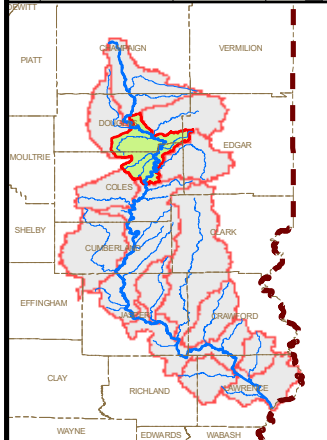 DEWITT
CHAMPAIGN
VERMILION
PIATT
DOUGLAS
EDGAR
MOULTRIE
COLES
SHELBY
CLARK
CUMBERLAND
EFFINGHAM
JASPER
CRAWFORD
CLAY
RICHLAND
LAWRENCE
WAYNE
EDWARDS
WABASH